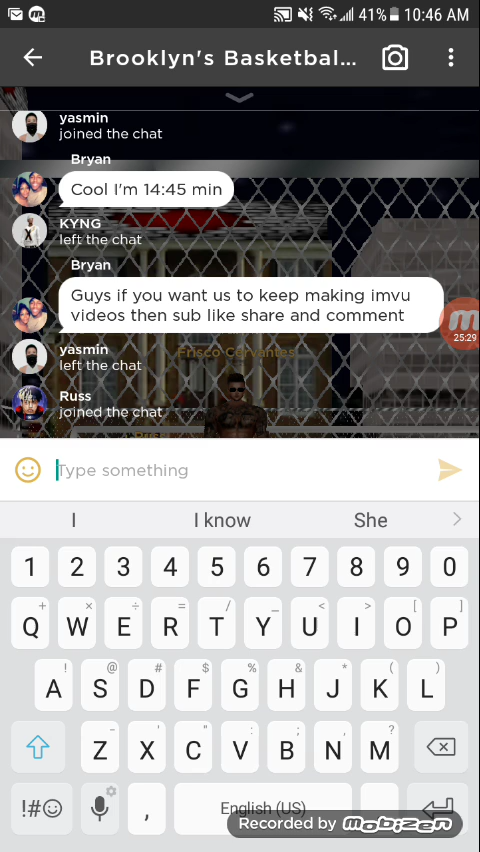 41% 10:46 AM
Brooklyn's Basketbal...
yasmin
joined the chat
Bryan
Cool I'm 14:45 min
KYNG
left the chat
Bryan
Guys if you want us to keep making imvu
videos then sub like share and comment
25:29
yasmin
left the chat
Frisco Cervantes
Russ
joined the chat
Type something
I I know She
1 2 3 4 5 6 7 8 9 0
+ × ÷ = / _ < > [ ]
Q W E R T Y U I O P
! @ # $ % & * ( )
A S D F G H J K L
- ' " : ; , ?
Z X C V B N M
!#☺ , English (US)
Recorded by mobizen